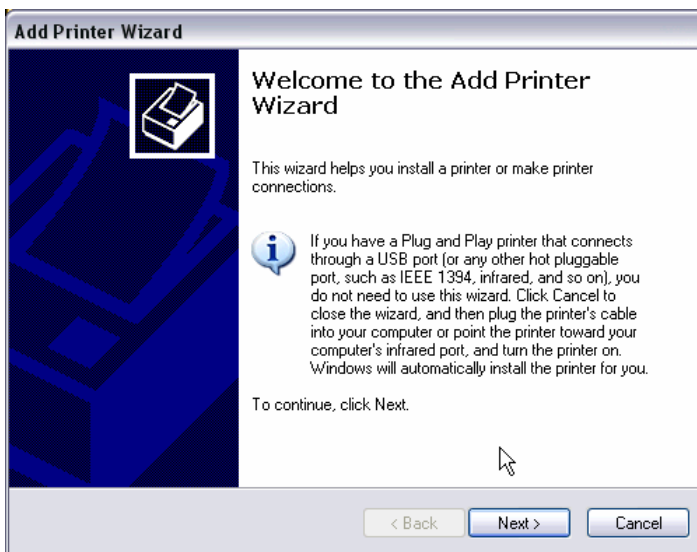 Add Printer Wizard
Welcome to the Add Printer
Wizard
This wizard helps you install a printer or make printer
connections.
If you have a Plug and Play printer that connects
through a USB port (or any other hot pluggable
port, such as IEEE 1394, infrared, and so on), you
do not need to use this wizard. Click Cancel to
close the wizard, and then plug the printer's cable
into your computer or point the printer toward your
computer's infrared port, and turn the printer on.
Windows will automatically install the printer for you.
To continue, click Next.
< Back
Next >
Cancel